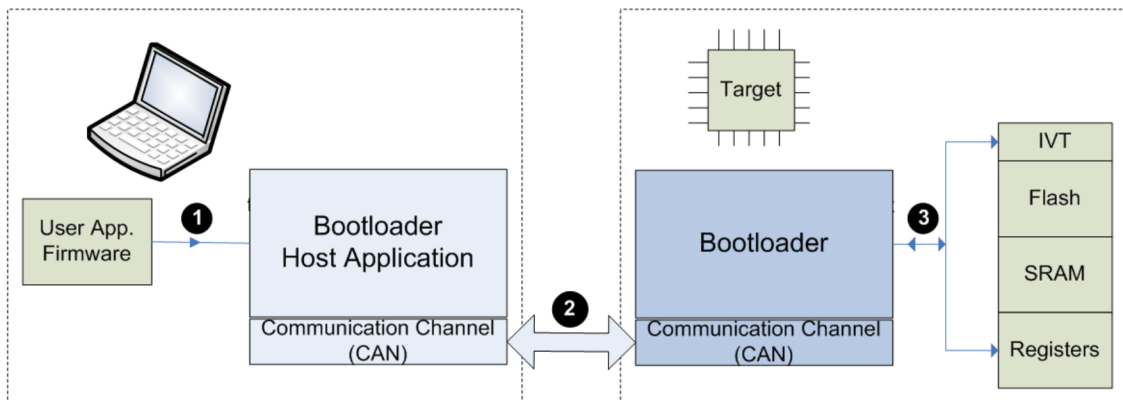 Target
User App.
Firmware
1
Bootloader
Host Application
Communication Channel
(CAN)
2
Bootloader
Communication Channel
(CAN)
3
IVT
Flash
SRAM
Registers